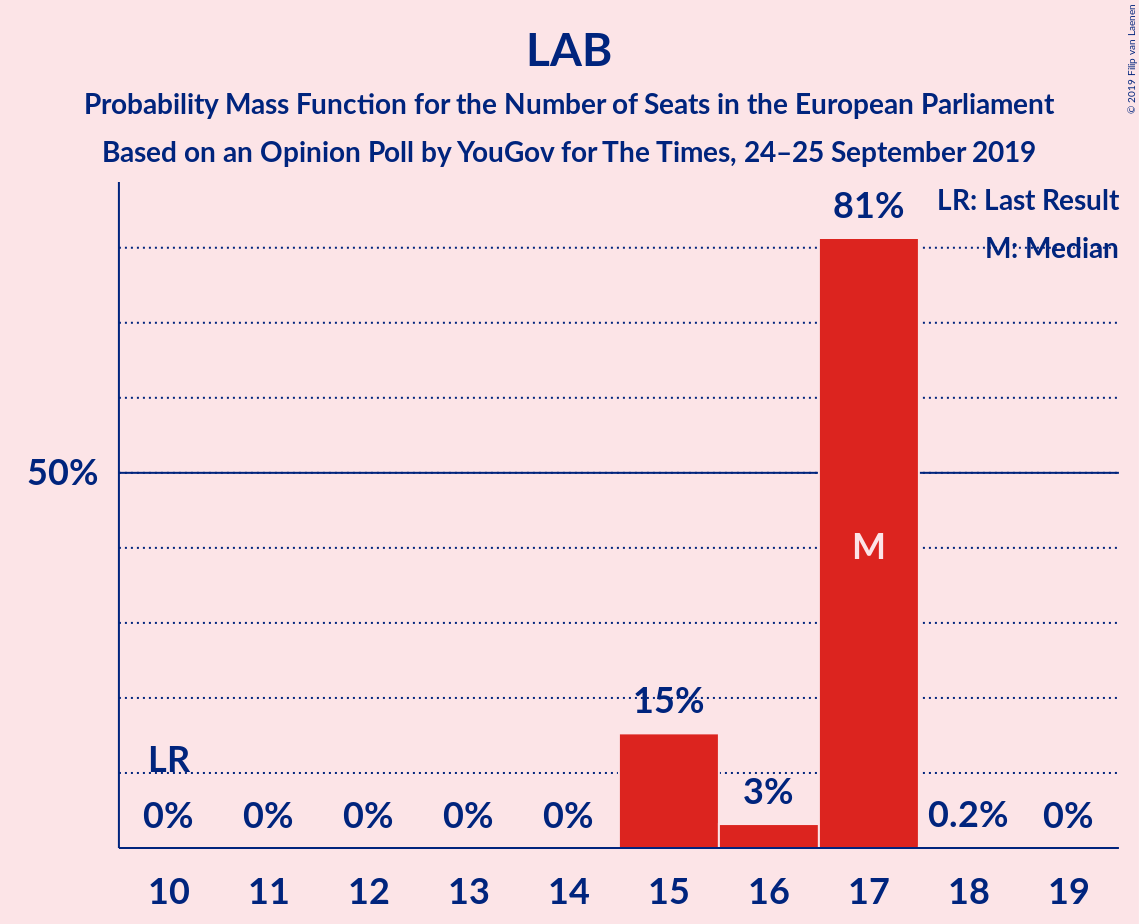 LAB
Probability Mass Function for the Number of Seats in the European Parliament
Based on an Opinion Poll by YouGov for The Times, 24–25 September 2019
© 2019 Filip van Laenen
LR: Last Result
M: Median
81%
50%
M
15%
LR
3%
0% 0% 0% 0% 0% 0.2% 0%
10 11 12 13 14 15 16 17 18 19